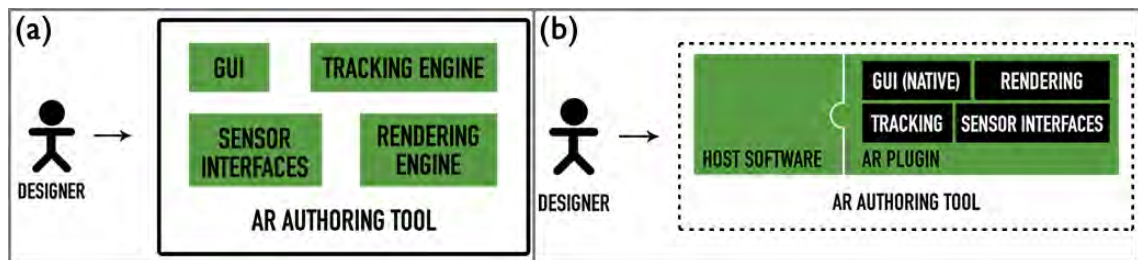 (a)
GUI
TRACKING ENGINE
SENSOR
INTERFACES
RENDERING
ENGINE
DESIGNER
AR AUTHORING TOOL
(b)
GUI (NATIVE)
RENDERING
TRACKING
SENSOR INTERFACES
HOST SOFTWARE
AR PLUGIN
DESIGNER
AR AUTHORING TOOL